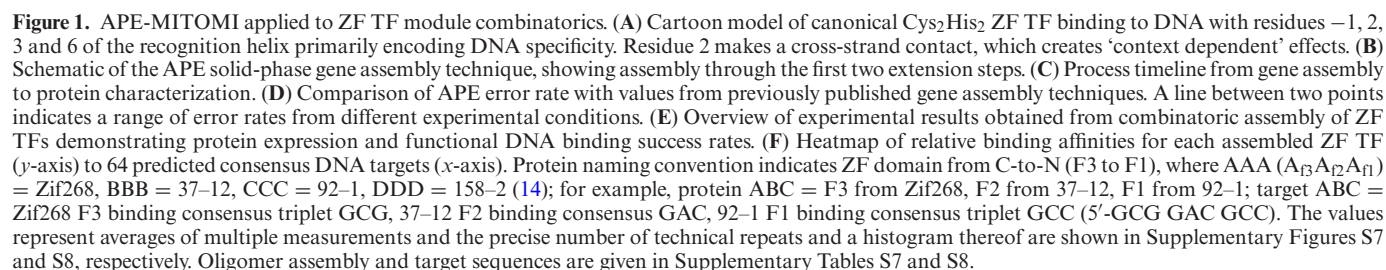 Figure 1. APE-MITOMI applied to ZF TF module combinatorics. (A) Cartoon model of canonical Cys₂His₂ ZF TF binding to DNA with residues −1, 2,
3 and 6 of the recognition helix primarily encoding DNA specificity. Residue 2 makes a cross-strand contact, which creates ‘context dependent’ effects. (B)
Schematic of the APE solid-phase gene assembly technique, showing assembly through the first two extension steps. (C) Process timeline from gene assembly
to protein characterization. (D) Comparison of APE error rate with values from previously published gene assembly techniques. A line between two points
indicates a range of error rates from different experimental conditions. (E) Overview of experimental results obtained from combinatoric assembly of ZF
TFs demonstrating protein expression and functional DNA binding success rates. (F) Heatmap of relative binding affinities for each assembled ZF TF
(y-axis) to 64 predicted consensus DNA targets (x-axis). Protein naming convention indicates ZF domain from C-to-N (F3 to F1), where AAA (A_f3A_f2A_f1)
= Zif268, BBB = 37–12, CCC = 92–1, DDD = 158–2 (14); for example, protein ABC = F3 from Zif268, F2 from 37–12, F1 from 92–1; target ABC =
Zif268 F3 binding consensus triplet GCG, 37–12 F2 binding consensus GAC, 92–1 F1 binding consensus triplet GCC (5′-GCG GAC GCC). The values
represent averages of multiple measurements and the precise number of technical repeats and a histogram thereof are shown in Supplementary Figures S7
and S8, respectively. Oligomer assembly and target sequences are given in Supplementary Tables S7 and S8.